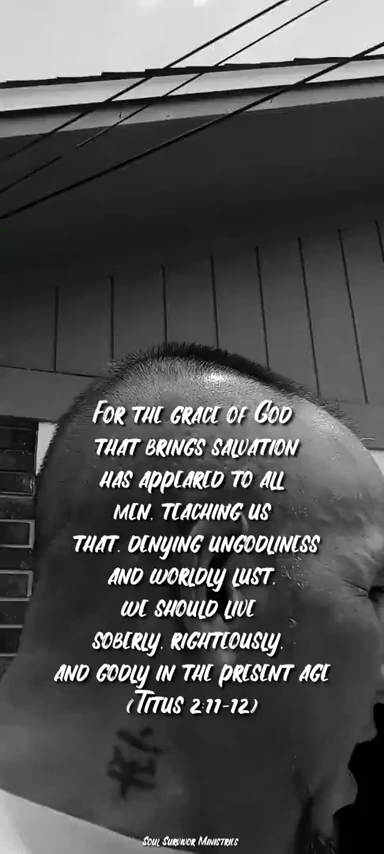 For the grace of God
that brings salvation
has appeared to all
men, teaching us
that, denying ungodliness
and worldly lust,
we should live
soberly, righteously,
and godly in the present age
(Titus 2:11-12)
Soul Survivor Ministries